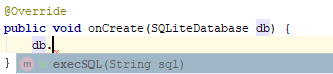 @Override
public void onCreate(SQLiteDatabase db) {
db.
} m execSQL(String sql)